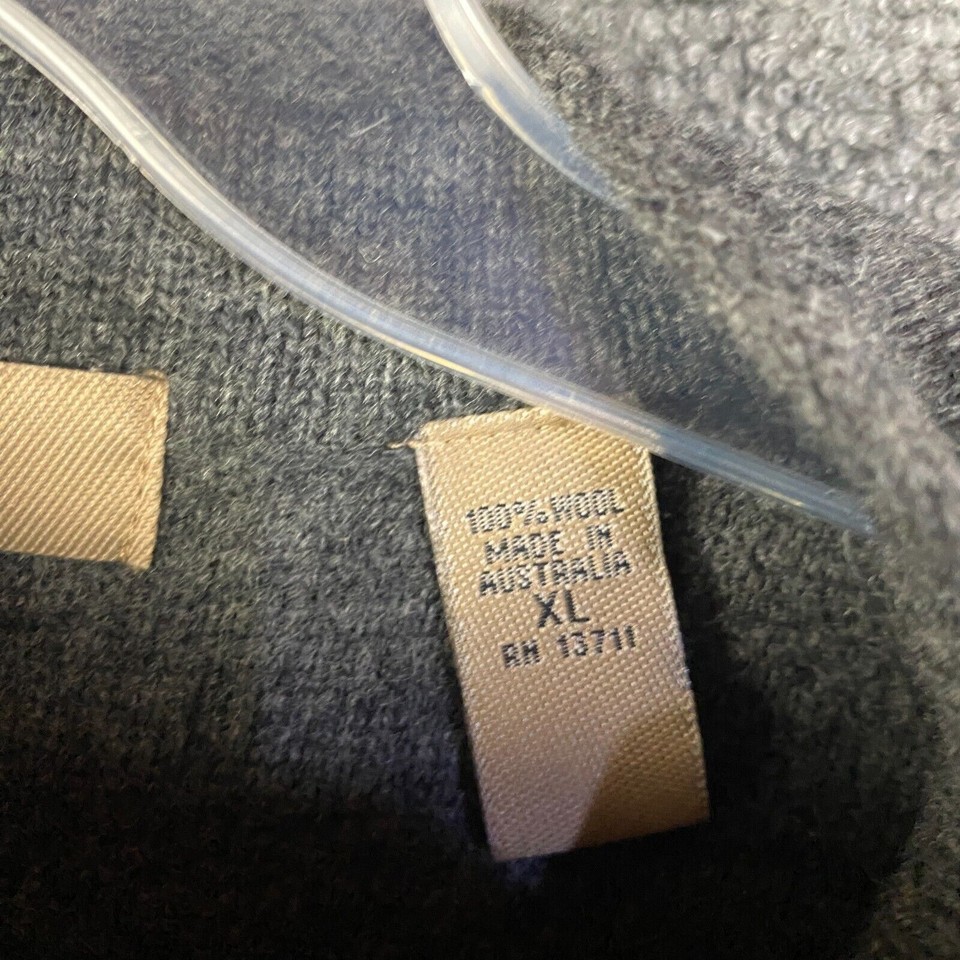 100% WOOL
MADE IN
AUSTRALIA
XL
RN 13711